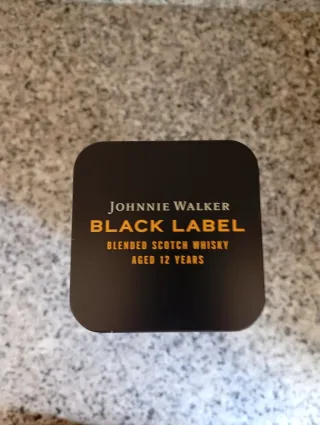 JOHNNIE WALKER
BLACK LABEL
BLENDED SCOTCH WHISKY
AGED 12 YEARS